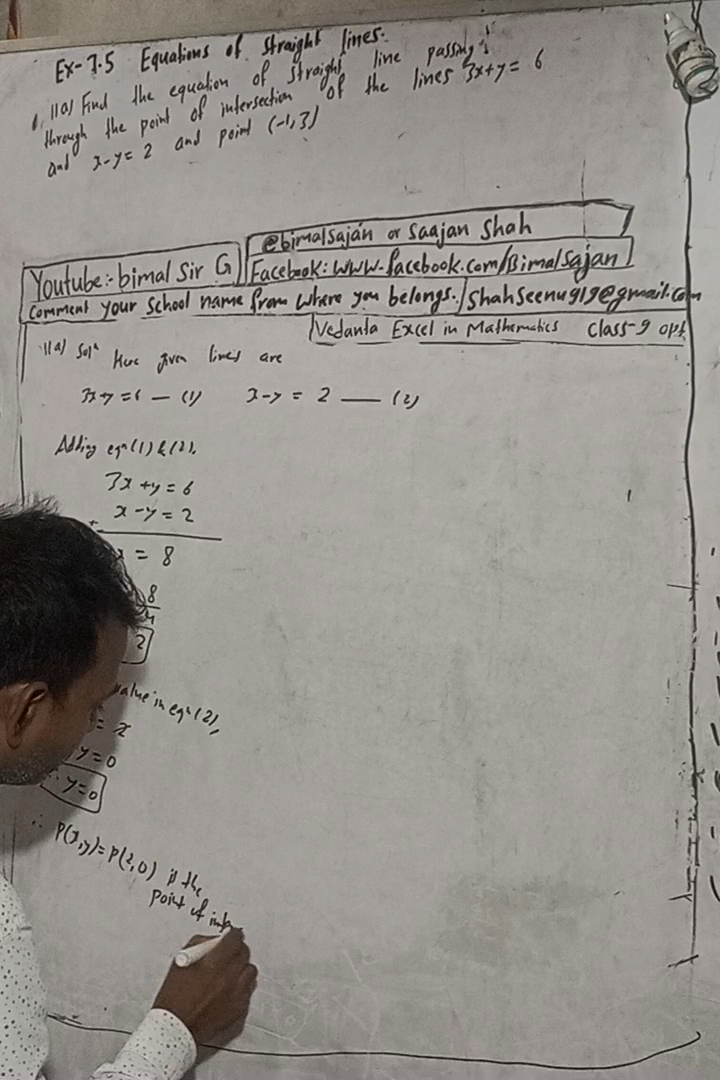 Ex-7.5 Equations of straight lines.
11a) Find the equation of straight line passing
through the point of intersection of the lines 3x+y=6
and x-y=2 and point (-1,3)
@bimalsajan or Saajan Shah
Youtube:- bimal Sir G
Facebook: www.facebook.com/Bimalsajan
Comment your School name from where you belongs./Shahseenu919@gmail.com
Vedanta Excel in Mathematics Class-9 opt
11a) Solⁿ Here given lines are
3x+y=6 — (1) x-y = 2 — (2)
Adding eqⁿ(1)&(2).
3x+y=6
x-y=2
x = 8
8
4
2
value in eqⁿ(2),
y=0
∴ y=0
∴ P(x,y)=P(2,0) is the
point of